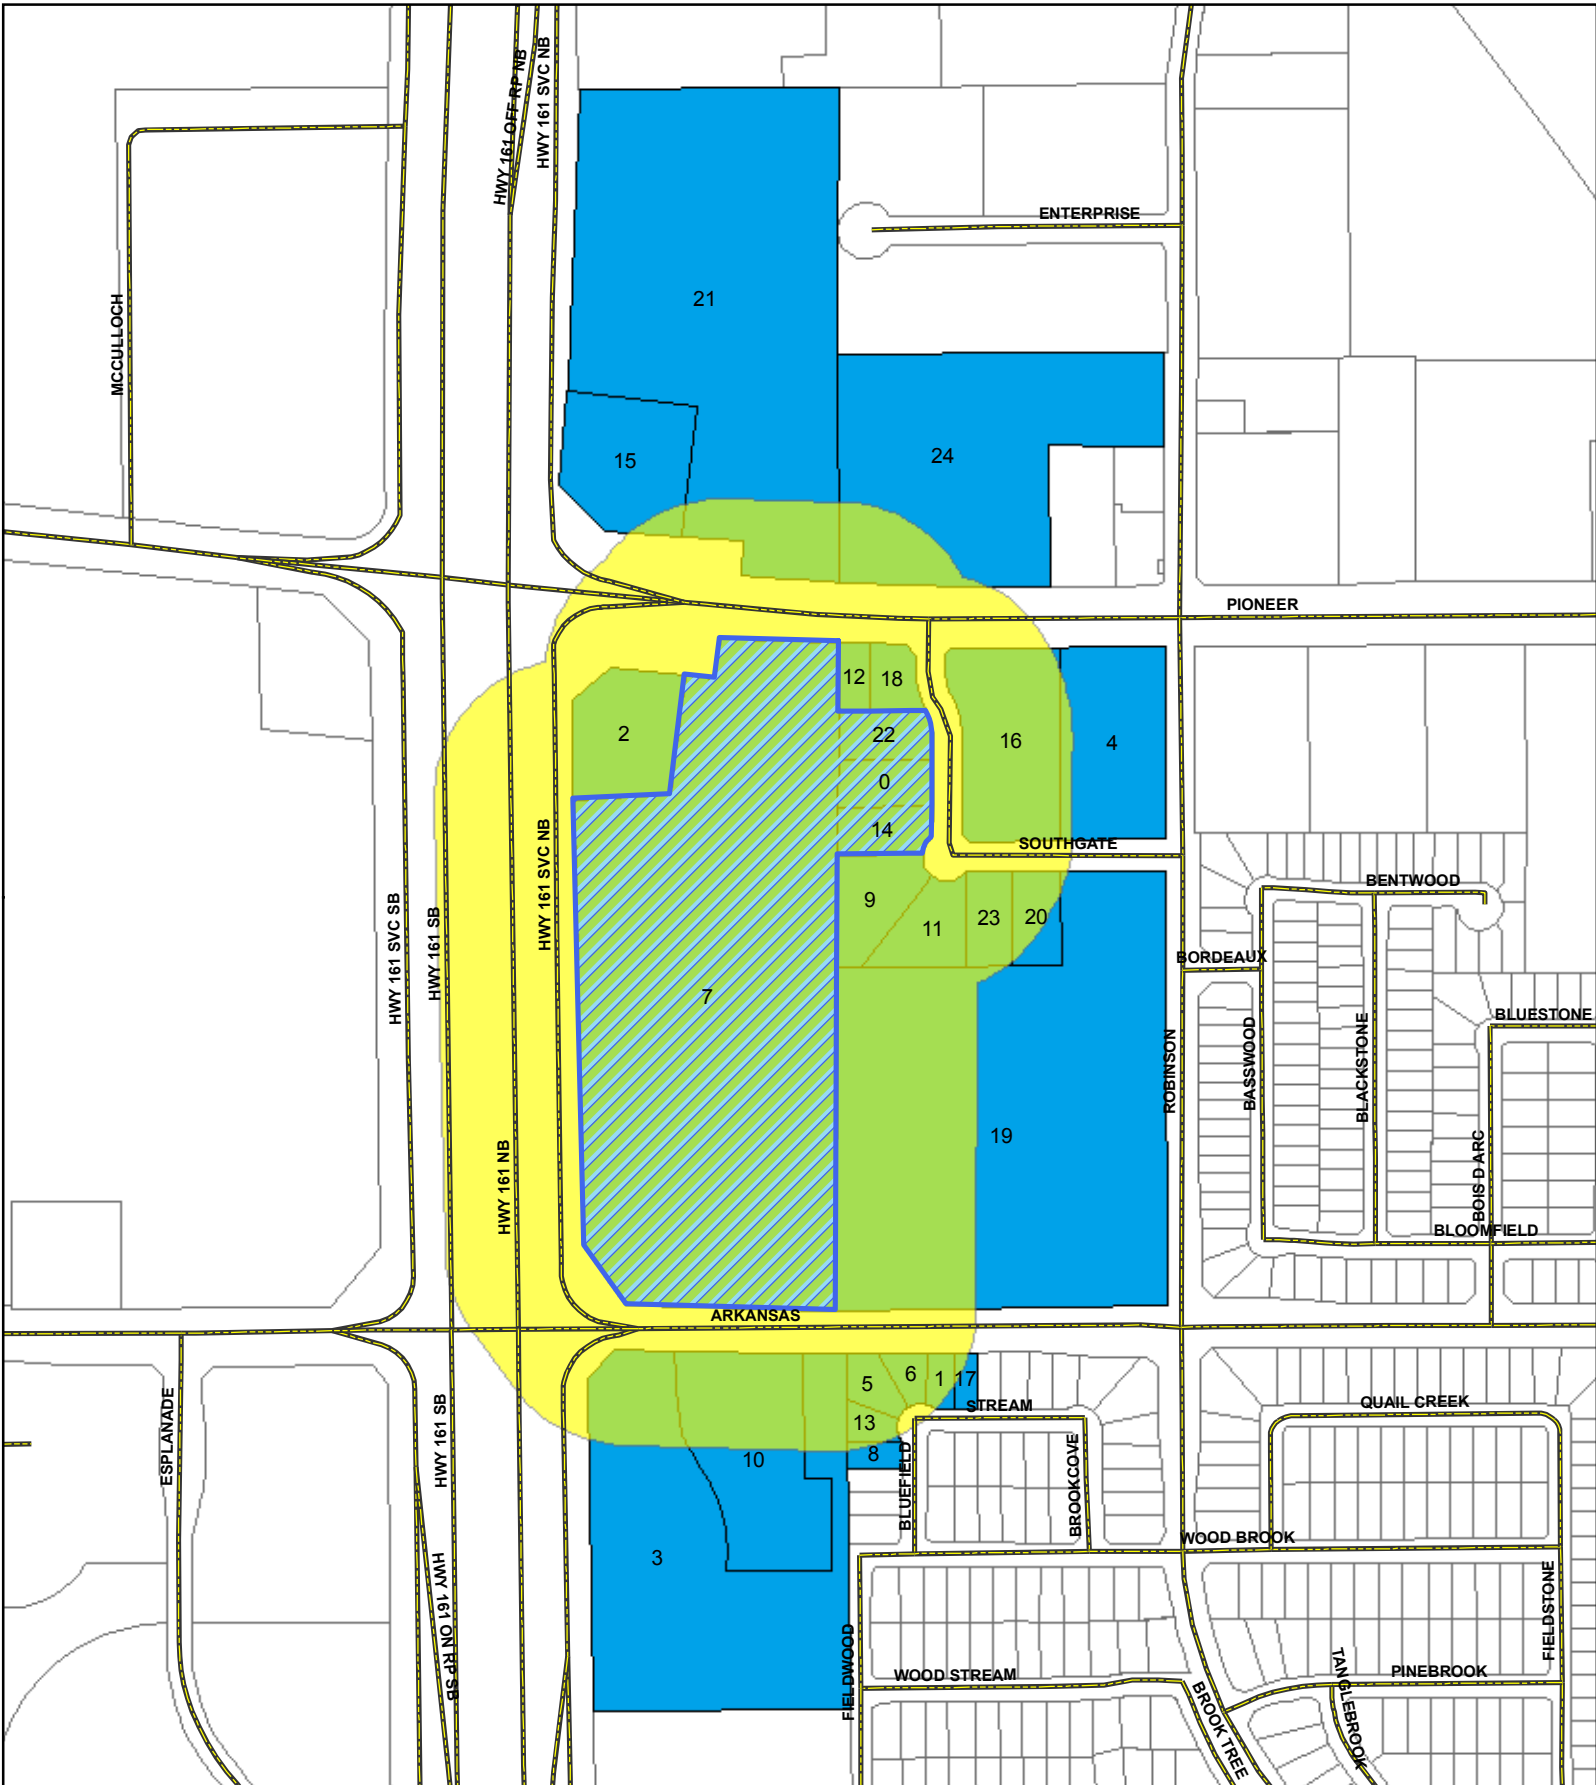 HWY 161 OFF RP NB
HWY 161 SVC NB
ENTERPRISE
MCCULLOCH
21
15
24
PIONEER
12
18
2
22
16
4
0
14
SOUTHGATE
HWY 161 SVC SB
HWY 161 SB
HWY 161 SVC NB
BENTWOOD
9
11
23
20
BORDEAUX
7
BASSWOOD
BLACKSTONE
BLUESTONE
ROBINSON
19
HWY 161 NB
BOIS D ARC
BLOOMFIELD
ARKANSAS
ESPLANADE
HWY 161 SB
5
6
1
17
STREAM
QUAIL CREEK
13
8
10
BLUEFIELD
BROOKCOVE
WOOD BROOK
3
HWY 161 ON RP SB
FIELDWOOD
FIELDSTONE
WOOD STREAM
BROOK TREE
TANGLEBROOK
PINEBROOK